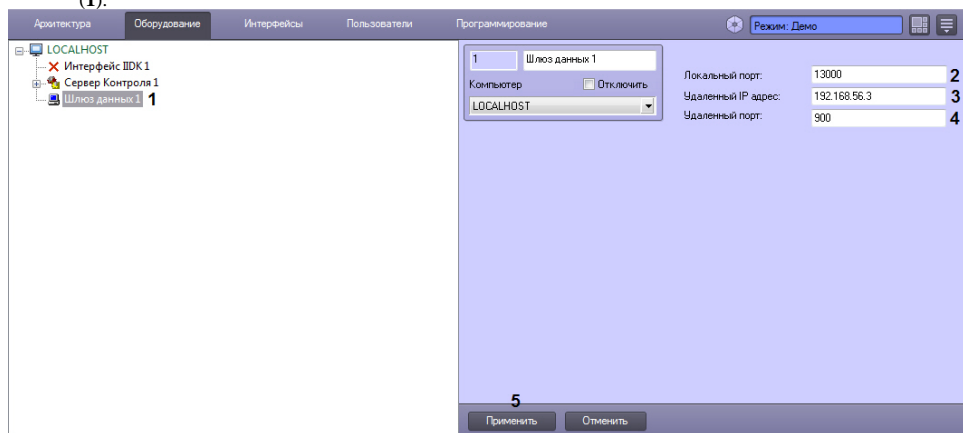 (1).
Архитектура Оборудование Интерфейсы Пользователи Программирование Режим: Демо
LOCALHOST
Интерфейс IIDK 1
Сервер Контроля 1
Шлюз данных 1 1
1 Шлюз данных 1
Компьютер Отключить
LOCALHOST
Локальный порт: 13000 2
Удаленный IP адрес: 192.168.56.3 3
Удаленный порт: 900 4
5
Применить Отменить